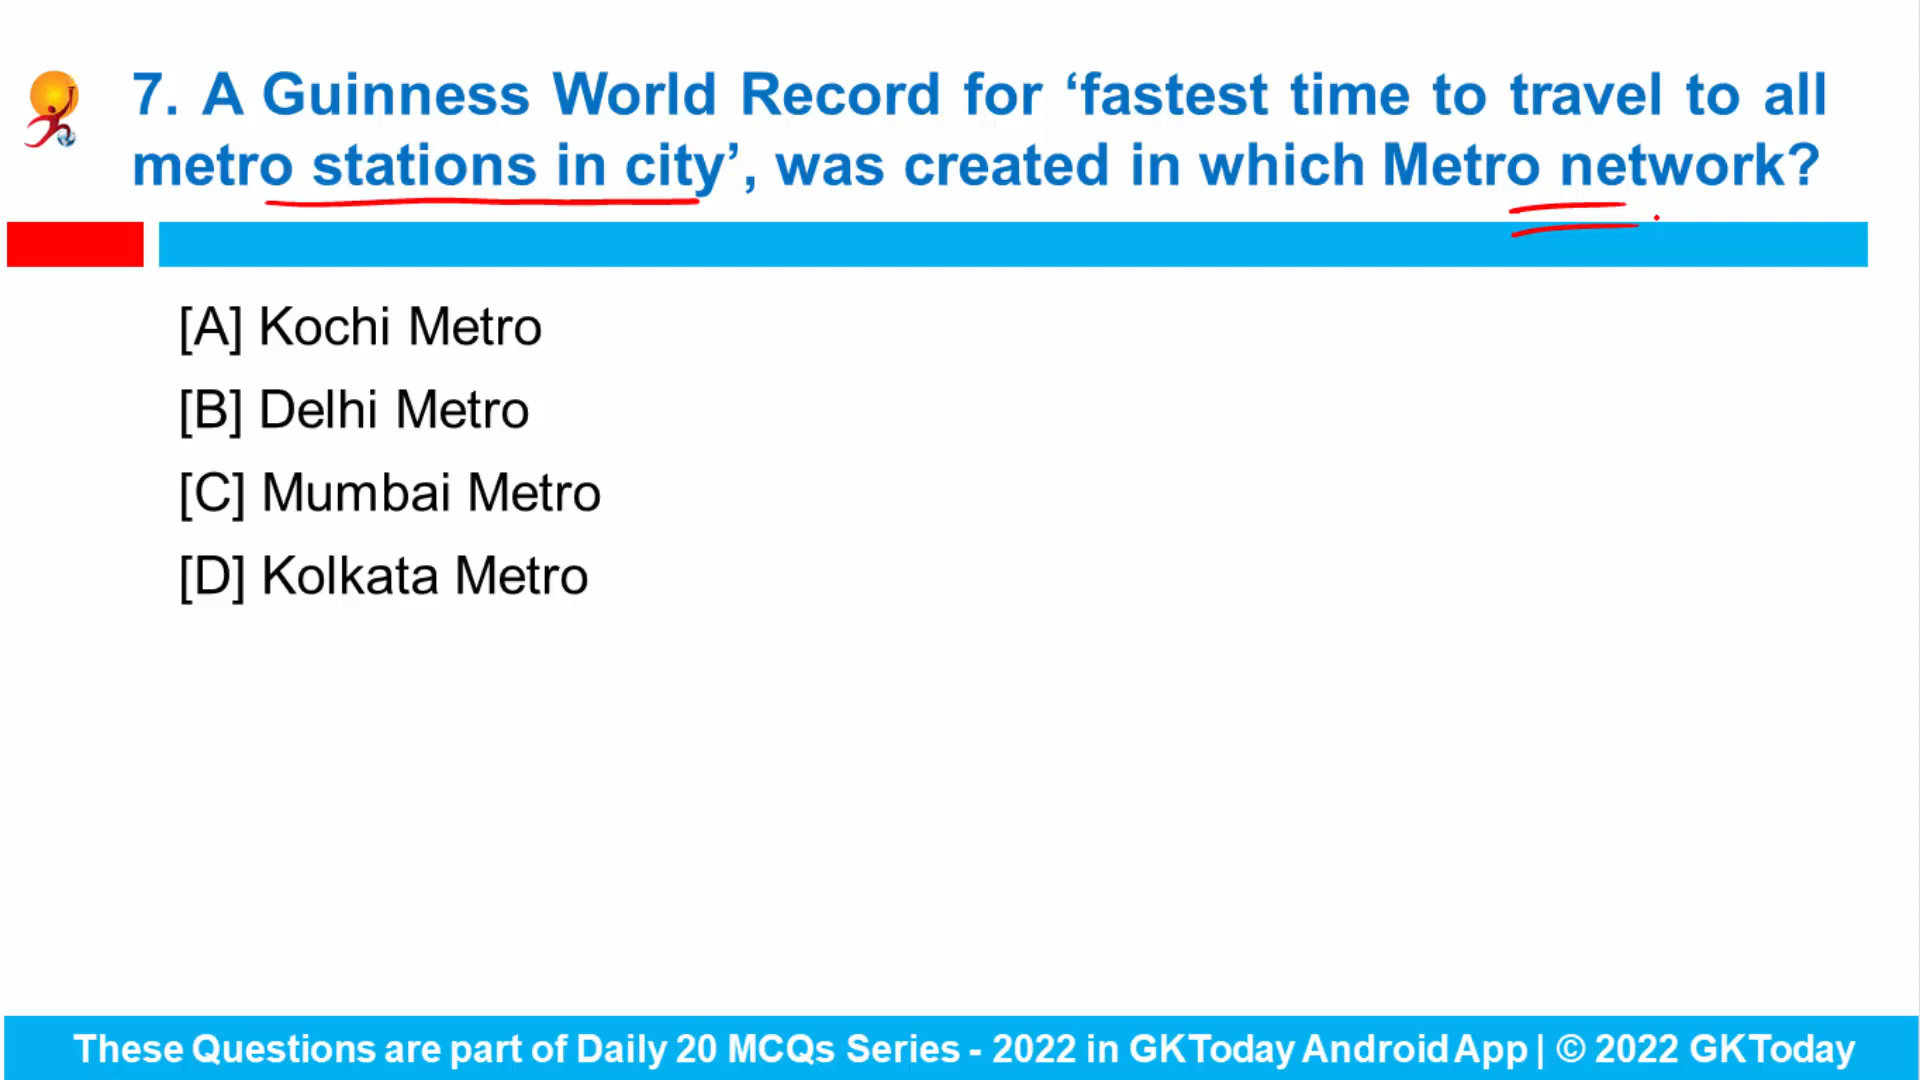 7. A Guinness World Record for ‘fastest time to travel to all
metro stations in city’, was created in which Metro network?
[A] Kochi Metro
[B] Delhi Metro
[C] Mumbai Metro
[D] Kolkata Metro
These Questions are part of Daily 20 MCQs Series - 2022 in GKToday Android App | © 2022 GKToday